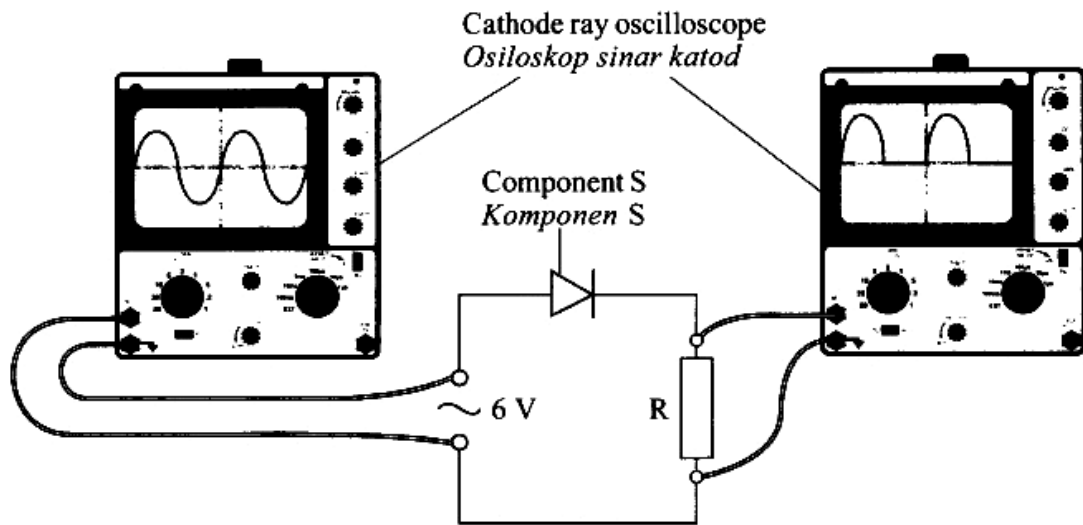 Cathode ray oscilloscope
Osiloskop sinar katod
Component S
Komponen S
6 V
R